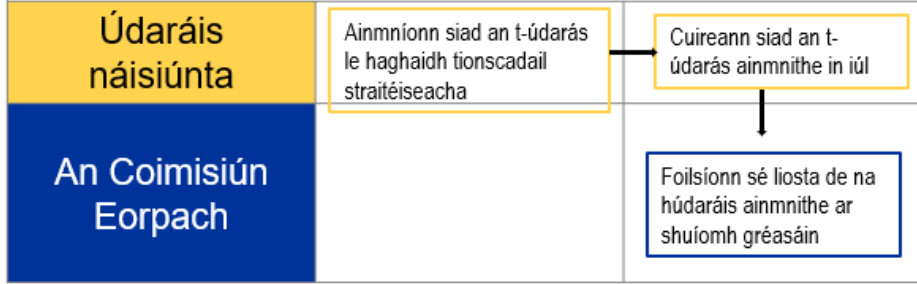 Údaráis
náisiúnta
Ainmníonn siad an t-údarás
le haghaidh tionscadail
straitéiseacha
Cuireann siad an t-
údarás ainmnithe in iúl
An Coimisiún
Eorpach
Foilsíonn sé liosta de na
húdaráis ainmnithe ar
shuíomh gréasáin